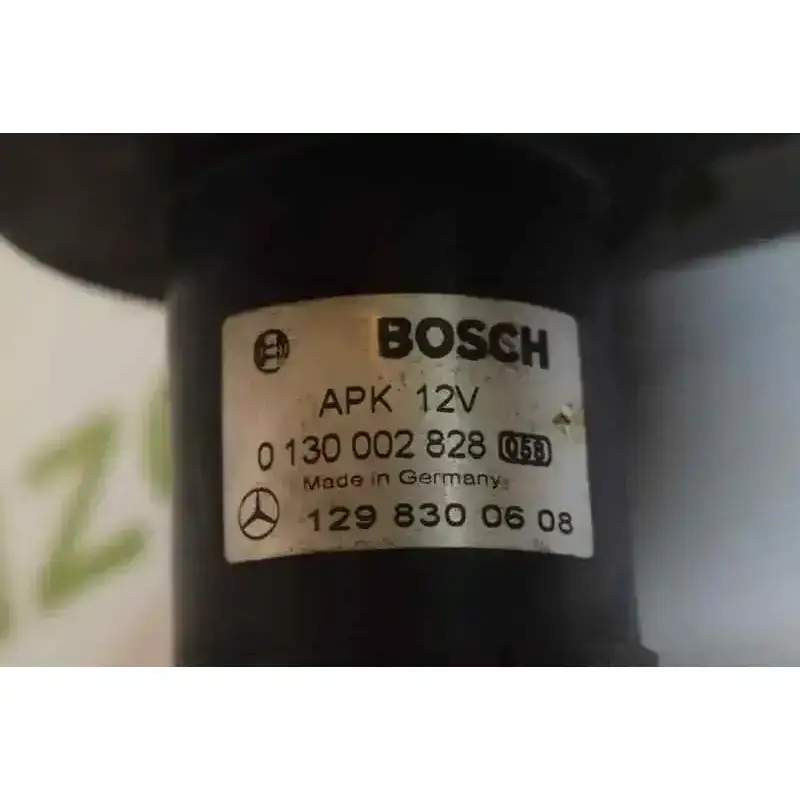 BOSCH
APK 12V
0 130 002 828 058
Made in Germany
129 830 06 08